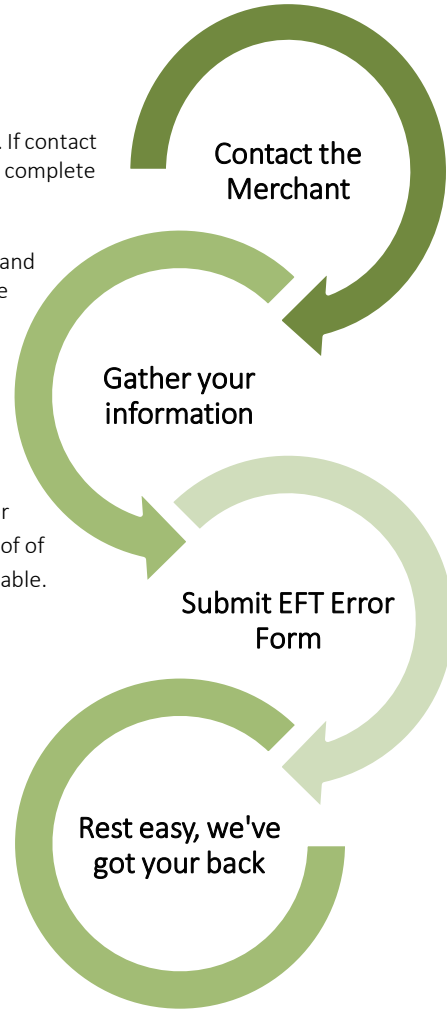 . If contact
complete
Contact the
Merchant
and
e
Gather your
information
r
of of
able.
Submit EFT Error
Form
Rest easy, we've
got your back